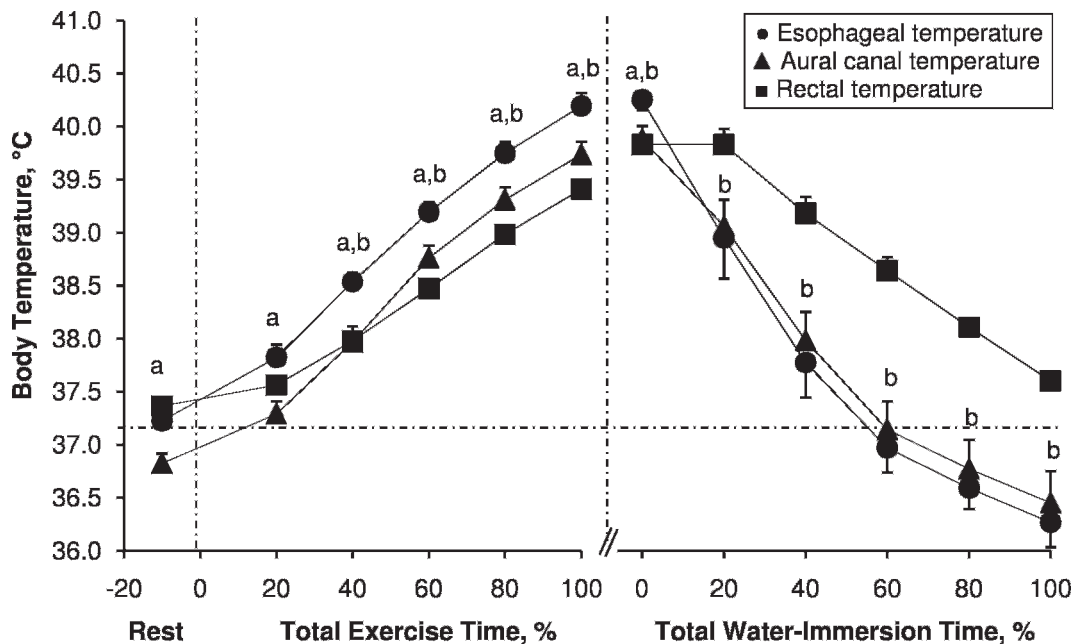 41.0
40.5
40.0
39.5
39.0
38.5
38.0
37.5
37.0
36.5
36.0
Body Temperature, °C
Esophageal temperature
Aural canal temperature
Rectal temperature
a
a
a,b
a,b
a,b
a,b
a,b
b
b
b
b
b
-20 0 20 40 60 80 100 0 20 40 60 80 100
Rest Total Exercise Time, % Total Water-Immersion Time, %